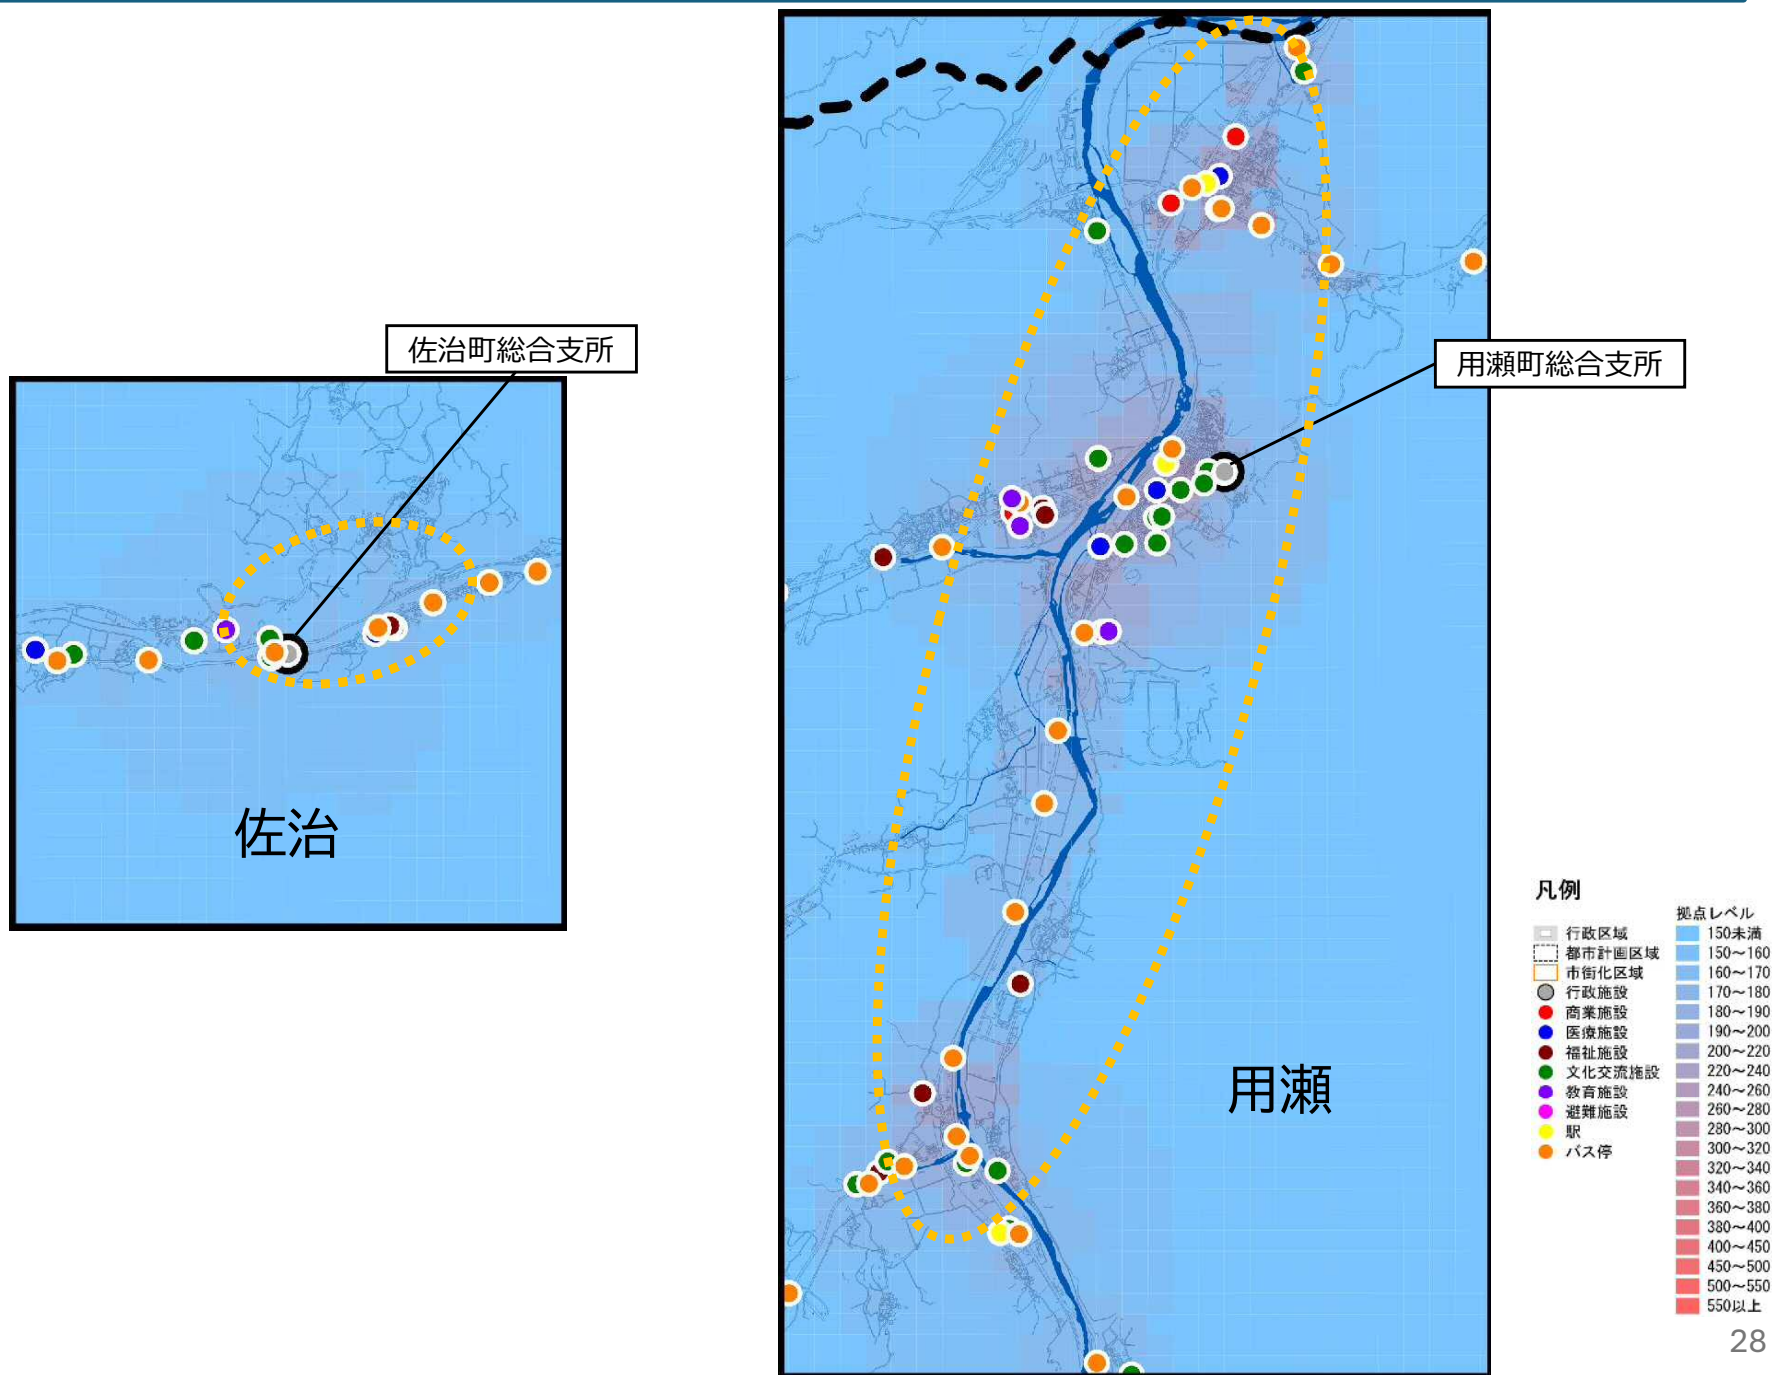 佐治町総合支所
佐治
用瀬町総合支所
用瀬
凡例
行政区域
都市計画区域
市街化区域
行政施設
商業施設
医療施設
福祉施設
文化交流施設
教育施設
避難施設
駅
バス停
拠点レベル
150未満
150～160
160～170
170～180
180～190
190～200
200～220
220～240
240～260
260～280
280～300
300～320
320～340
340～360
360～380
380～400
400～450
450～500
500～550
550以上
28